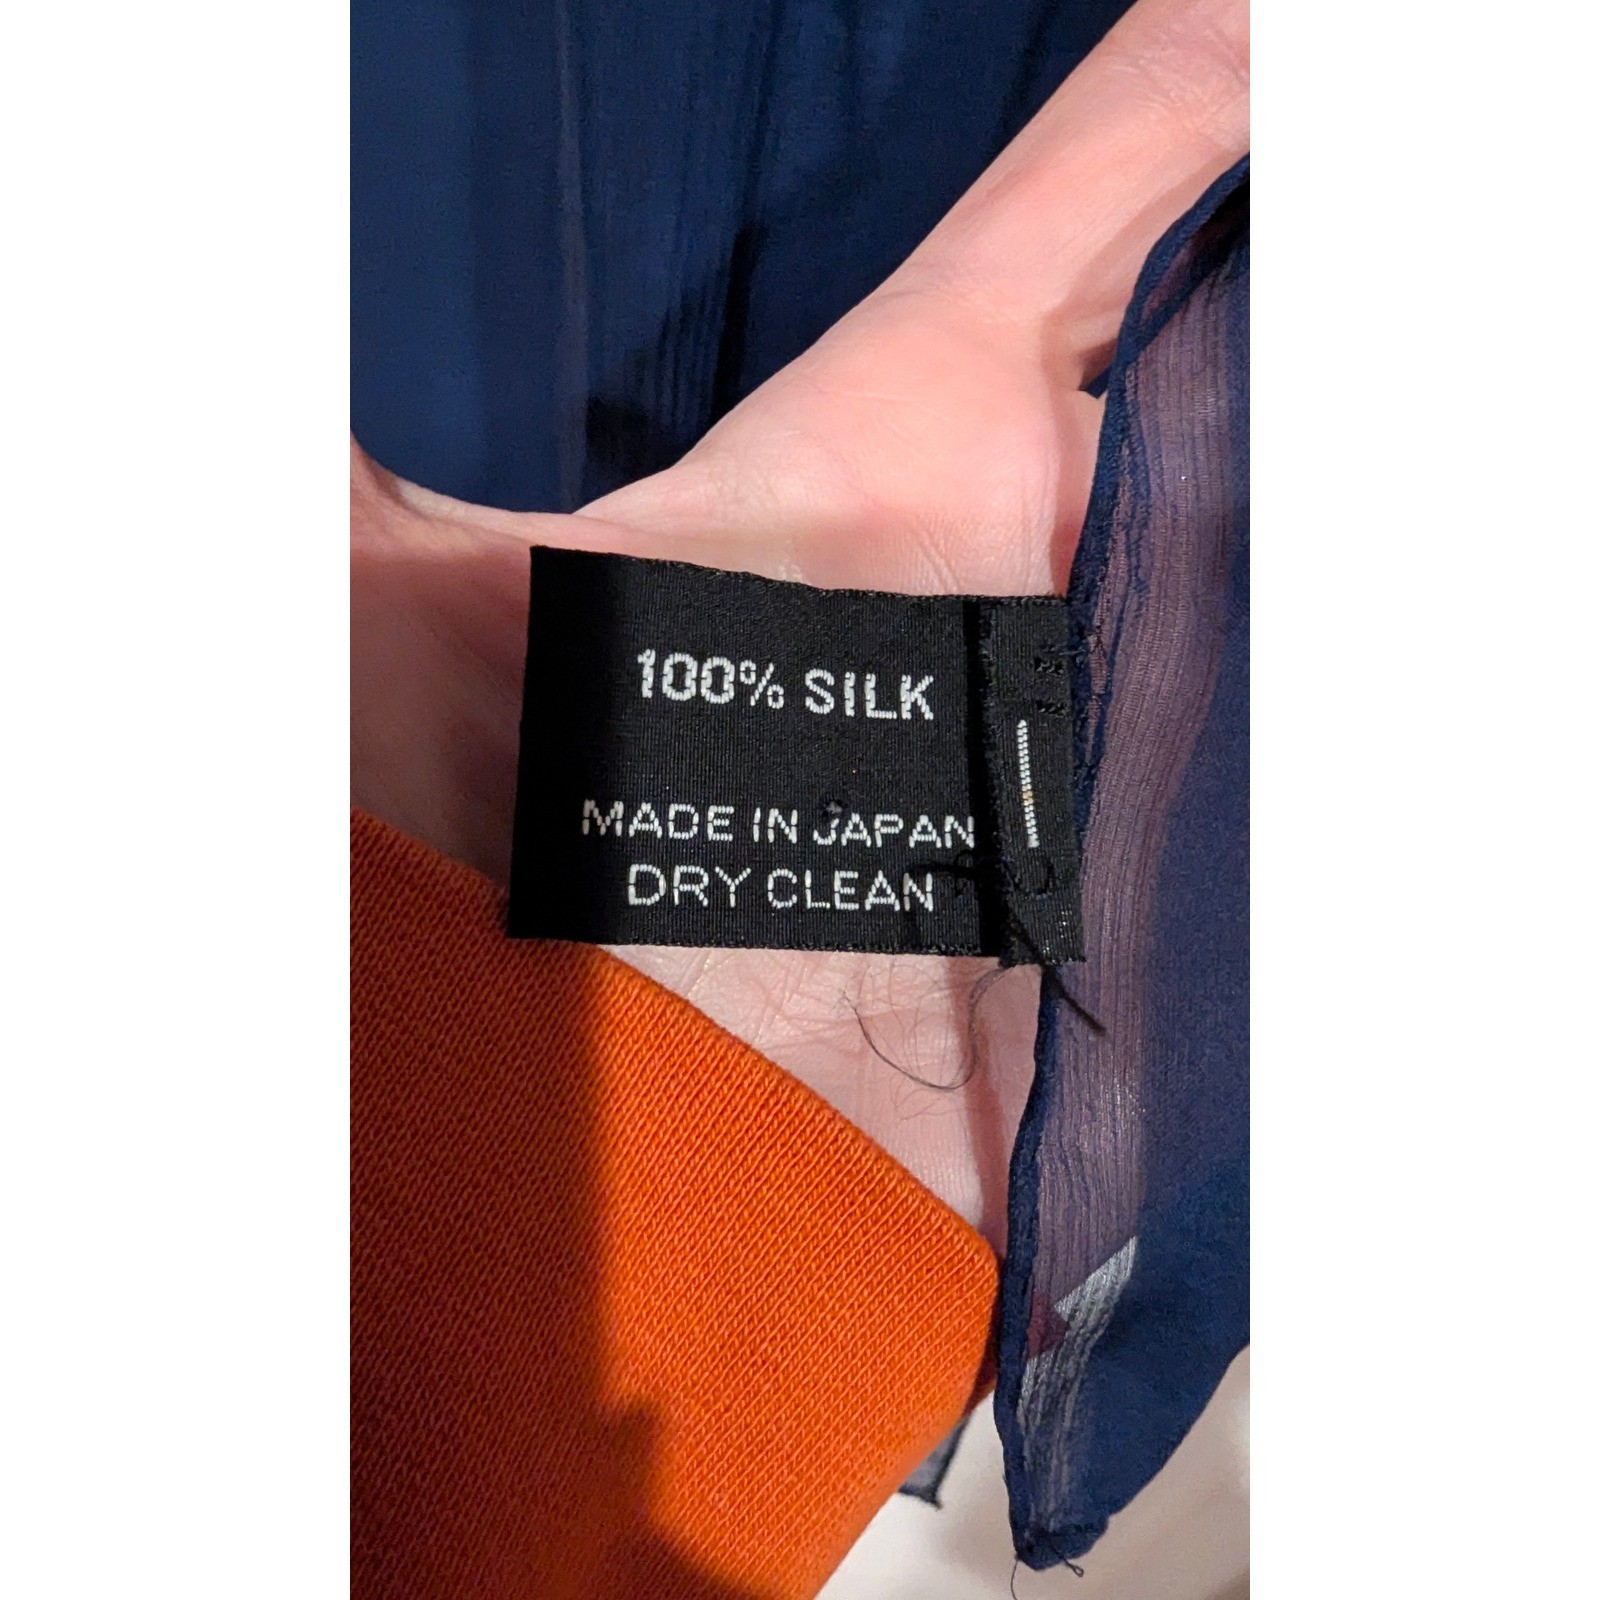 100% SILK
MADE IN JAPAN
DRY CLEAN